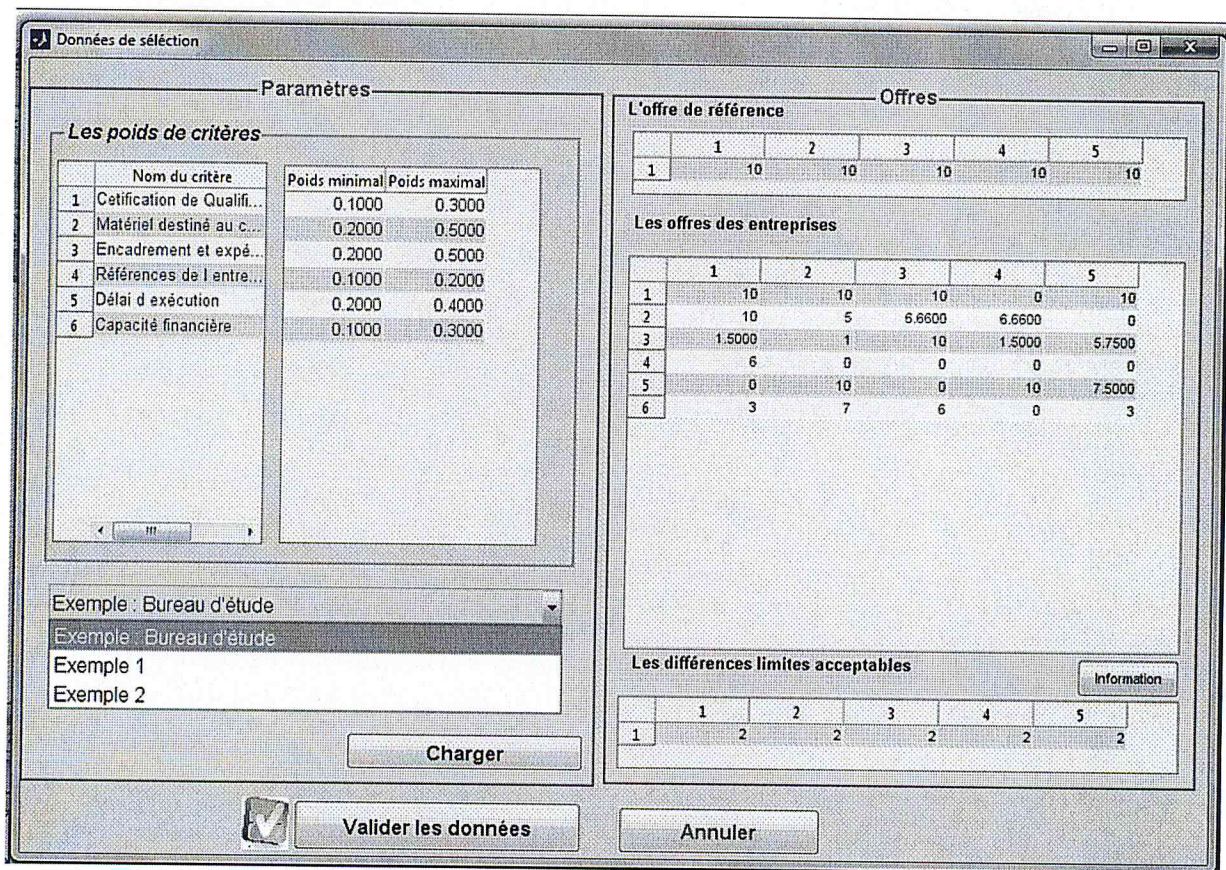 Données de séléction
Paramètres
Les poids de critères
Nom du critère Poids minimal Poids maximal
1 Cetification de Qualifi... 0.1000 0.3000
2 Matériel destiné au c... 0.2000 0.5000
3 Encadrement et expé... 0.2000 0.5000
4 Références de l entre... 0.1000 0.2000
5 Délai d exécution 0.2000 0.4000
6 Capacité financière 0.1000 0.3000
Exemple : Bureau d'étude
Exemple : Bureau d'étude
Exemple 1
Exemple 2
Charger
Offres
L'offre de référence
1 2 3 4 5
1 10 10 10 10 10
Les offres des entreprises
1 2 3 4 5
1 10 10 10 0 10
2 10 5 6.6600 6.6600 0
3 1.5000 1 10 1.5000 5.7500
4 6 0 0 0 0
5 0 10 0 10 7.5000
6 3 7 6 0 3
Les différences limites acceptables
Information
1 2 3 4 5
1 2 2 2 2 2
Valider les données
Annuler